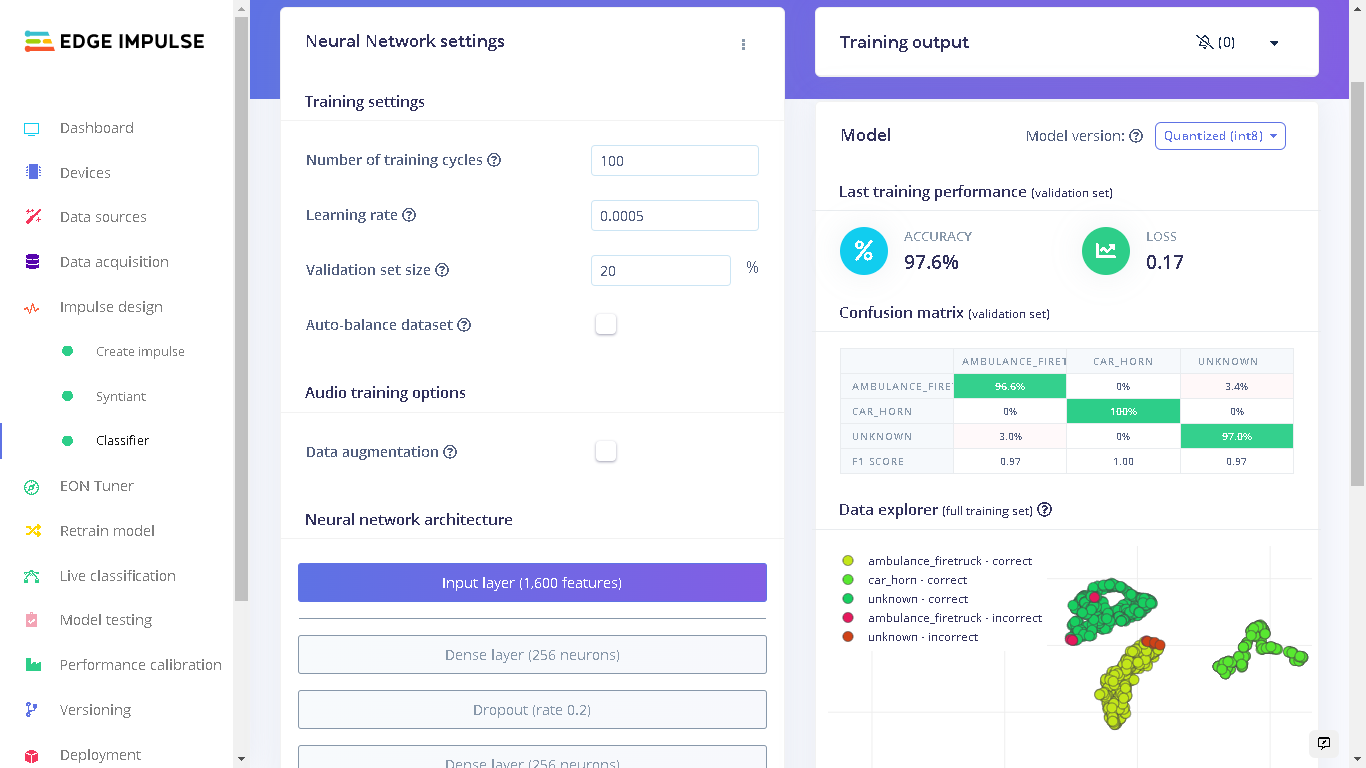 EDGE IMPULSE
Dashboard
Devices
Data sources
Data acquisition
Impulse design
Create impulse
Syntiant
Classifier
EON Tuner
Retrain model
Live classification
Model testing
Performance calibration
Versioning
Deployment
Neural Network settings
Training settings
Number of training cycles ?
100
Learning rate ?
0.0005
Validation set size ?
20 %
Auto-balance dataset ?
Audio training options
Data augmentation ?
Neural network architecture
Input layer (1,600 features)
Dense layer (256 neurons)
Dropout (rate 0.2)
Dense layer (256 neurons)
Training output
(0)
Model
Model version: ? Quantized (int8)
Last training performance (validation set)
%
ACCURACY
97.6%
LOSS
0.17
Confusion matrix (validation set)
AMBULANCE_FIRET CAR_HORN UNKNOWN
AMBULANCE_FIRE 96.6% 0% 3.4%
CAR_HORN 0% 100% 0%
UNKNOWN 3.0% 0% 97.0%
F1 SCORE 0.97 1.00 0.97
Data explorer (full training set) ?
ambulance_firetruck - correct
car_horn - correct
unknown - correct
ambulance_firetruck - incorrect
unknown - incorrect